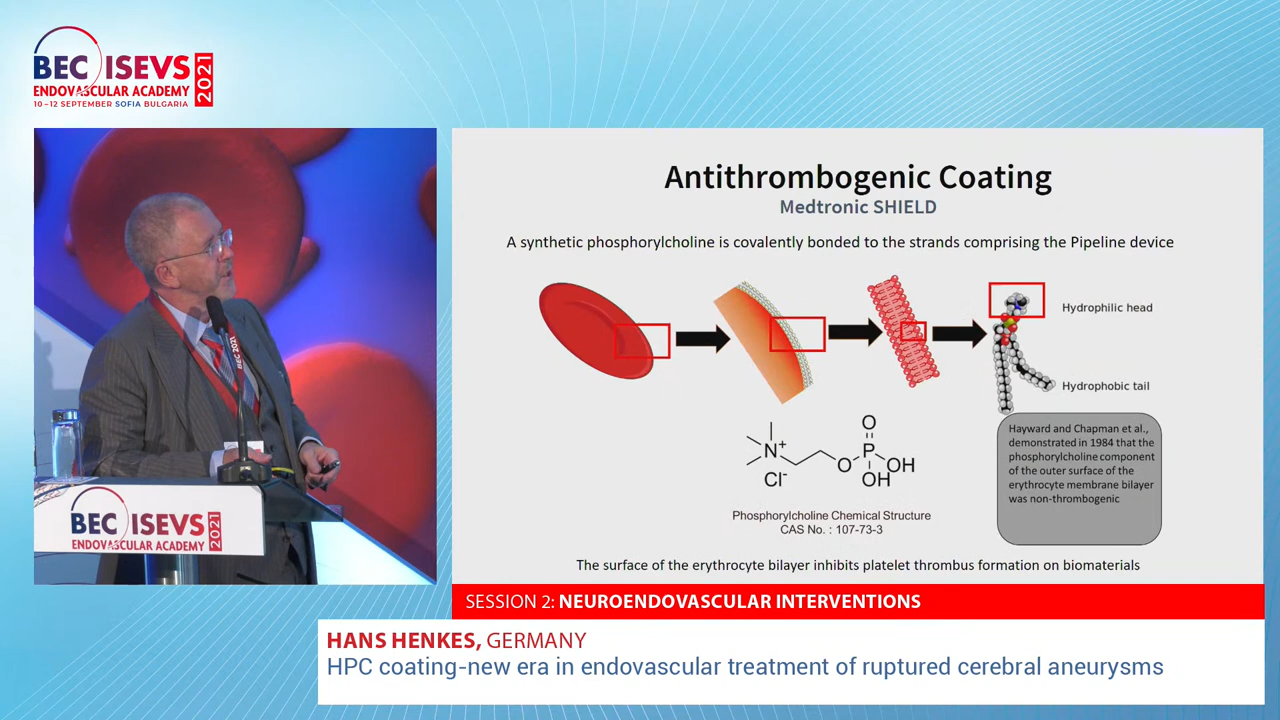 BEC ISEVS
ENDOVASCULAR ACADEMY
10–12 SEPTEMBER SOFIA BULGARIA
2021
BEC 2021
BEC ISEVS
ENDOVASCULAR ACADEMY
2021
Antithrombogenic Coating
Medtronic SHIELD
A synthetic phosphorylcholine is covalently bonded to the strands comprising the Pipeline device
Hydrophilic head
Hydrophobic tail
N+
Cl-
O
O
P
OH
OH
Phosphorylcholine Chemical Structure
CAS No. : 107-73-3
Hayward and Chapman et al.,
demonstrated in 1984 that the
phosphorylcholine component
of the outer surface of the
erythrocyte membrane bilayer
was non-thrombogenic
The surface of the erythrocyte bilayer inhibits platelet thrombus formation on biomaterials
SESSION 2: NEUROENDOVASCULAR INTERVENTIONS
HANS HENKES, GERMANY
HPC coating-new era in endovascular treatment of ruptured cerebral aneurysms